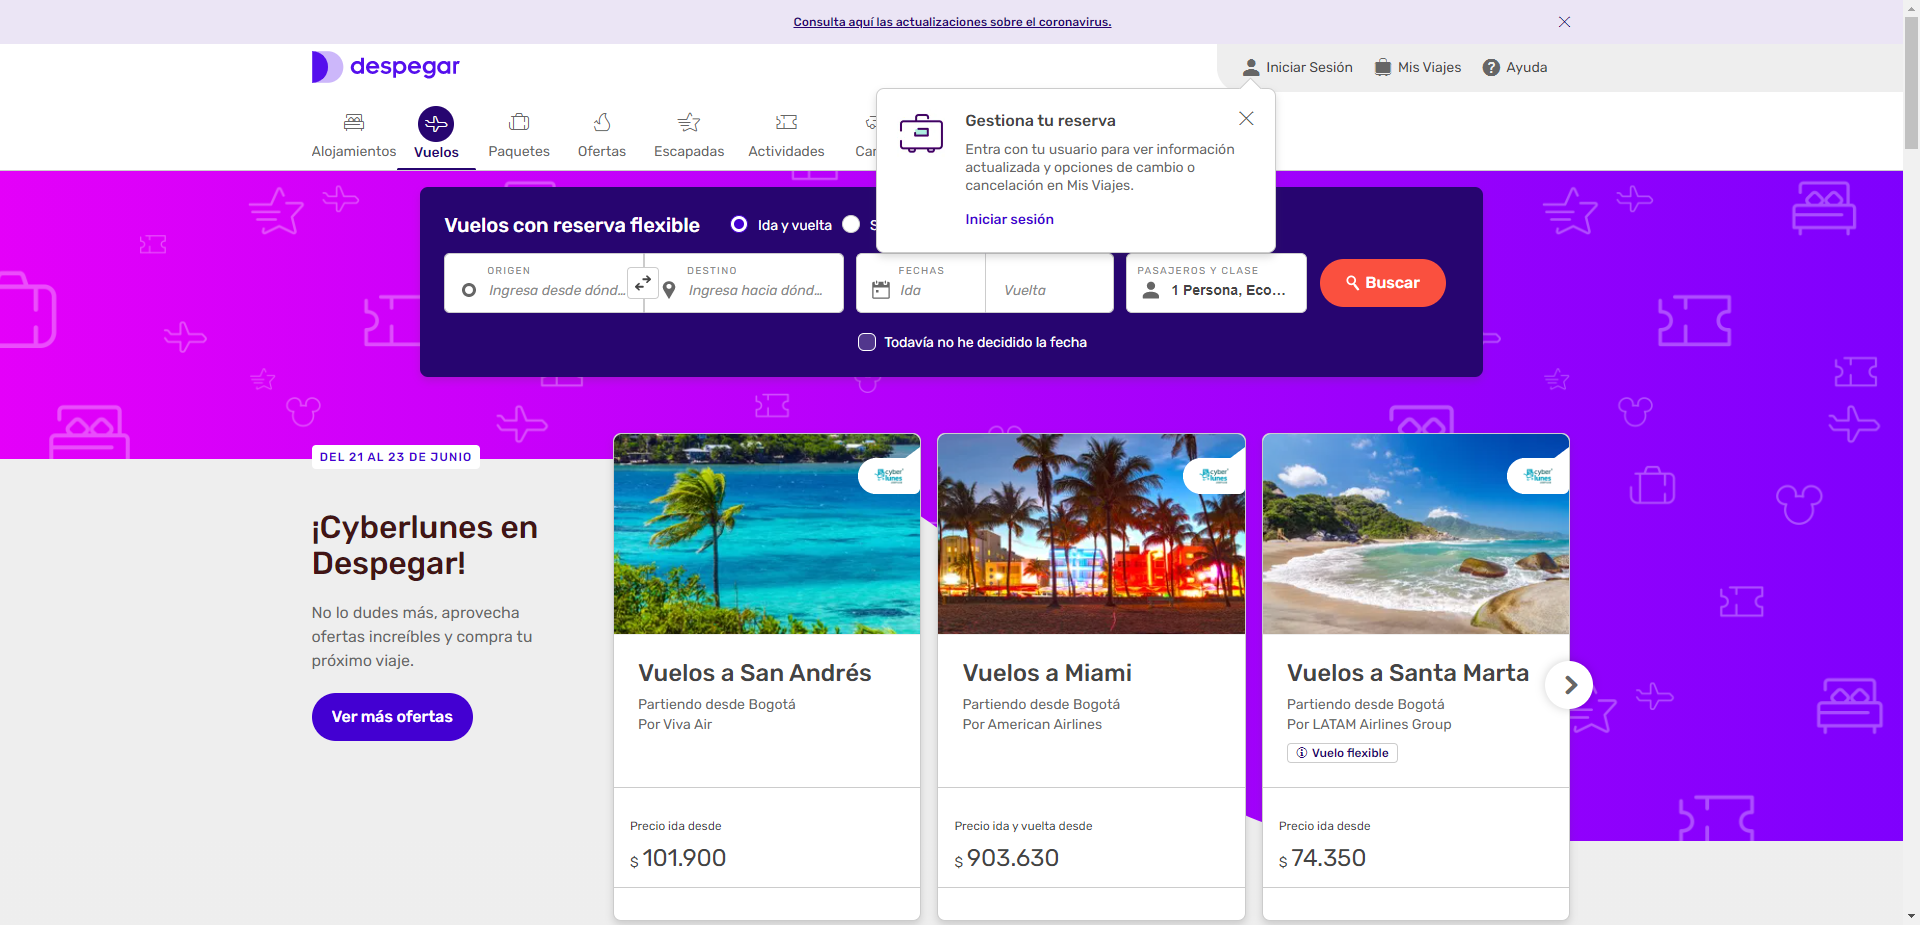 Consulta aquí las actualizaciones sobre el coronavirus.
despegar
Iniciar Sesión
Mis Viajes
Ayuda
Alojamientos
Vuelos
Paquetes
Ofertas
Escapadas
Actividades
Gestiona tu reserva
Entra con tu usuario para ver información
actualizada y opciones de cambio o
cancelación en Mis Viajes.
Iniciar sesión
Vuelos con reserva flexible
Ida y vuelta
ORIGEN
Ingresa desde dónd...
DESTINO
Ingresa hacia dónd...
FECHAS
Ida
Vuelta
PASAJEROS Y CLASE
1 Persona, Eco...
Buscar
Todavía no he decidido la fecha
DEL 21 AL 23 DE JUNIO
¡Cyberlunes en
Despegar!
No lo dudes más, aprovecha
ofertas increíbles y compra tu
próximo viaje.
Ver más ofertas
cyber
lunes
Vuelos a San Andrés
Partiendo desde Bogotá
Por Viva Air
Precio ida desde
$ 101.900
cyber
lunes
Vuelos a Miami
Partiendo desde Bogotá
Por American Airlines
Precio ida y vuelta desde
$ 903.630
cyber
lunes
Vuelos a Santa Marta
Partiendo desde Bogotá
Por LATAM Airlines Group
Vuelo flexible
Precio ida desde
$ 74.350